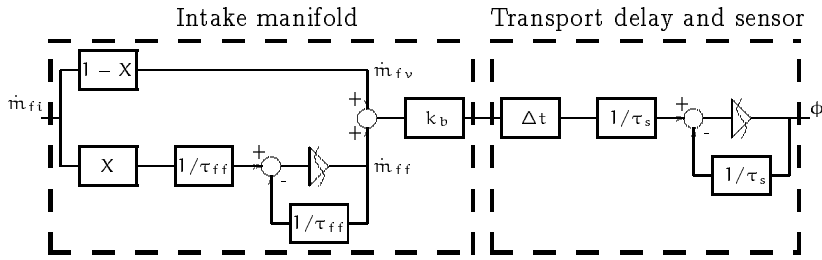 Intake manifold
Transport delay and sensor
1 − X
ṁfv
ṁfi
+
+
kb
Δt
1/τs
+
-
ϕ
X
1/τff
+
-
ṁff
1/τs
1/τff